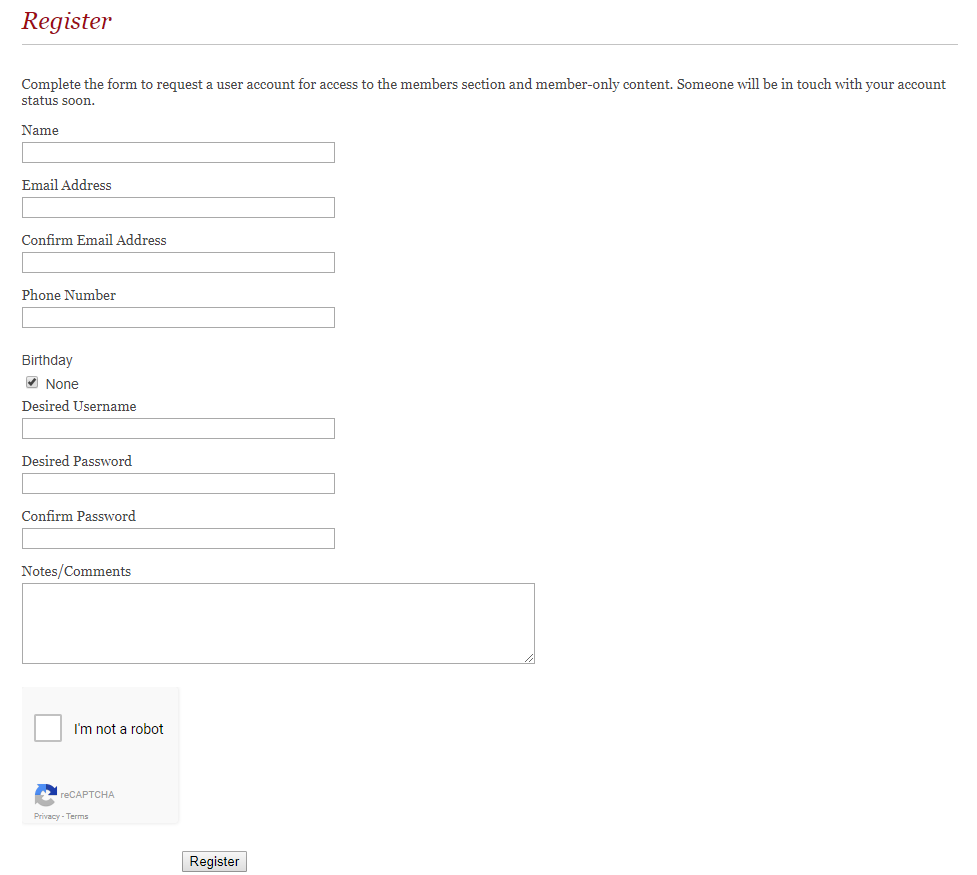 Register
Complete the form to request a user account for access to the members section and member-only content. Someone will be in touch with your account
status soon.
Name
Email Address
Confirm Email Address
Phone Number
Birthday
None
Desired Username
Desired Password
Confirm Password
Notes/Comments
I'm not a robot
reCAPTCHA
Privacy - Terms
Register